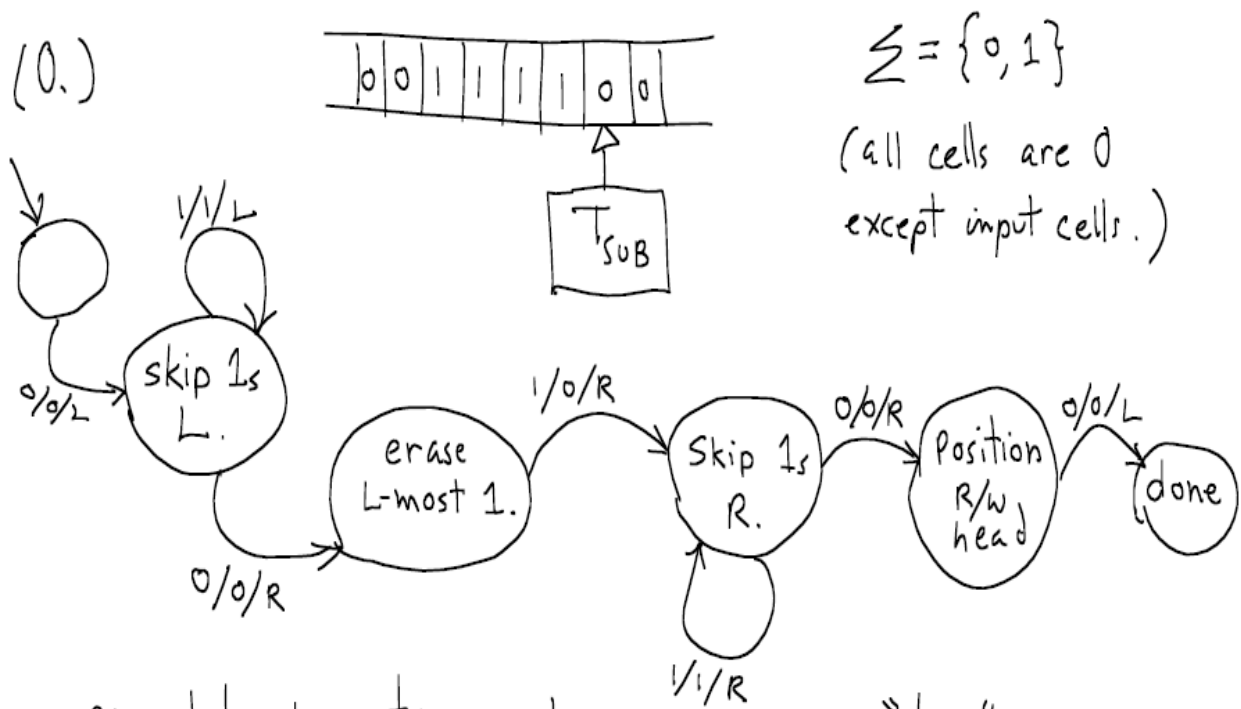 (0.)
0 0 1 1 1 1 0 0
Σ = {0, 1}
(all cells are 0
except input cells.)
T_SUB
1/1/L
skip 1s
L.
0/0/L
0/0/R
erase
L-most 1.
1/0/R
Skip 1s
R.
1/1/R
0/0/R
Position
R/W
head
0/0/L
done